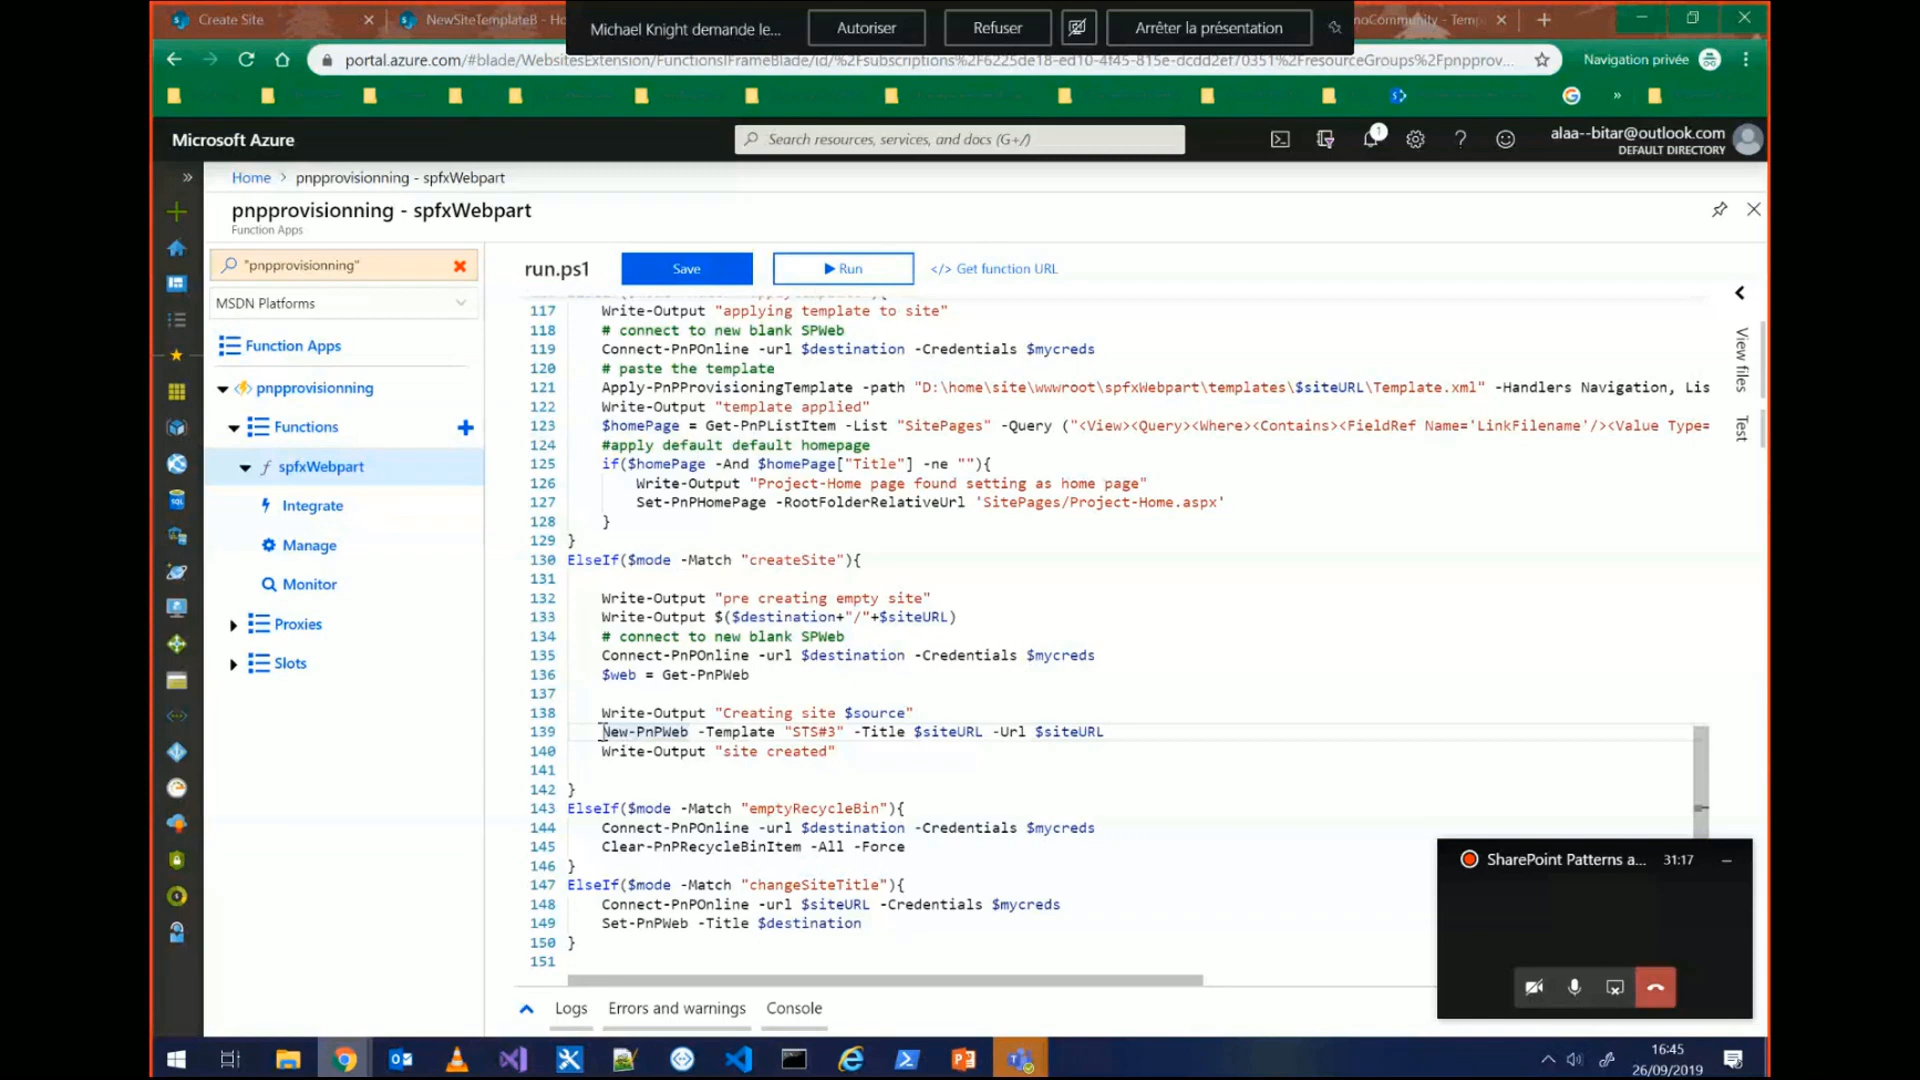 Create Site
NewSiteTemplateB - Ho
Michael Knight demande le...
Autoriser
Refuser
Arrêter la présentation
noCommunity - Temp
portal.azure.com/#blade/WebsitesExtension/FunctionsIFrameBlade/id/%2Fsubscriptions%2F6225de18-ed10-4f45-815e-dcdd2ef70351%2FresourceGroups%2Fpnpprov...
Navigation privée
Microsoft Azure
Search resources, services, and docs (G+/)
1
alaa--bitar@outlook.com
DEFAULT DIRECTORY
Home > pnpprovisionning - spfxWebpart
pnpprovisionning - spfxWebpart
Function Apps
"pnpprovisionning"
MSDN Platforms
Function Apps
pnpprovisionning
Functions
spfxWebpart
Integrate
Manage
Monitor
Proxies
Slots
run.ps1
Save
Run
</> Get function URL
View files
Test
117 Write-Output "applying template to site"
118 # connect to new blank SPWeb
119 Connect-PnPOnline -url $destination -Credentials $mycreds
120 # paste the template
121 Apply-PnPProvisioningTemplate -path "D:\home\site\wwwroot\spfxWebpart\templates\$siteURL\Template.xml" -Handlers Navigation, Lis
122 Write-Output "template applied"
123 $homePage = Get-PnPListItem -List "SitePages" -Query ("<View><Query><Where><Contains><FieldRef Name='LinkFilename'/><Value Type=
124 #apply default default homepage
125 if($homePage -And $homePage["Title"] -ne ""){
126 Write-Output "Project-Home page found setting as home page"
127 Set-PnPHomePage -RootFolderRelativeUrl 'SitePages/Project-Home.aspx'
128 }
129 }
130 ElseIf($mode -Match "createSite"){
131
132 Write-Output "pre creating empty site"
133 Write-Output $($destination+"/"+$siteURL)
134 # connect to new blank SPWeb
135 Connect-PnPOnline -url $destination -Credentials $mycreds
136 $web = Get-PnPWeb
137
138 Write-Output "Creating site $source"
139 New-PnPWeb -Template "STS#3" -Title $siteURL -Url $siteURL
140 Write-Output "site created"
141
142 }
143 ElseIf($mode -Match "emptyRecycleBin"){
144 Connect-PnPOnline -url $destination -Credentials $mycreds
145 Clear-PnPRecycleBinItem -All -Force
146 }
147 ElseIf($mode -Match "changeSiteTitle"){
148 Connect-PnPOnline -url $siteURL -Credentials $mycreds
149 Set-PnPWeb -Title $destination
150 }
151
Logs
Errors and warnings
Console
SharePoint Patterns a...
31:17
16:45
26/09/2019